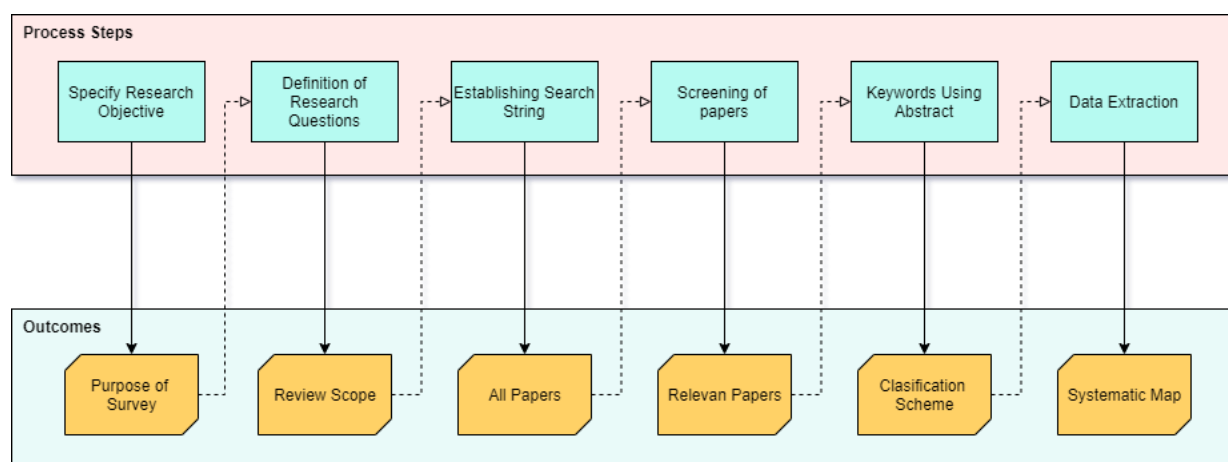 Process Steps
Specify Research
Objective
Definition of
Research
Questions
Establishing Search
String
Screening of
papers
Keywords Using
Abstract
Data Extraction
Outcomes
Purpose of
Survey
Review Scope
All Papers
Relevan Papers
Clasification
Scheme
Systematic Map